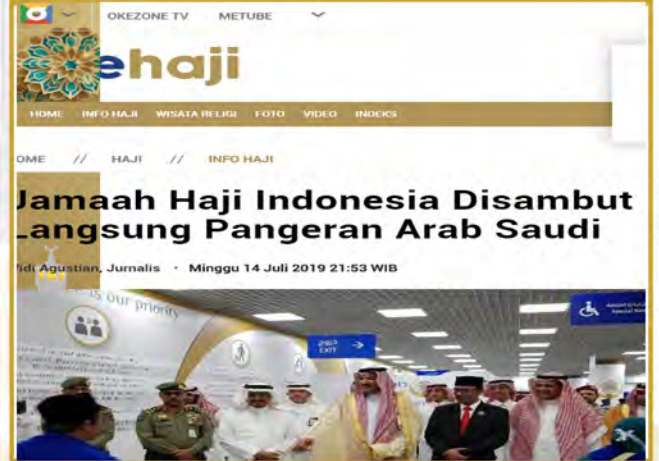 OKEZONE TV METUBE
ehaji
HOME INFO HAJI WISATA RELIGI FOTO VIDEO INDEKS
OME // HAJI // INFO HAJI
Jamaah Haji Indonesia Disambut
Langsung Pangeran Arab Saudi
idi Agustian, Jurnalis · Minggu 14 Juli 2019 21:53 WIB
is our priority
EXIT